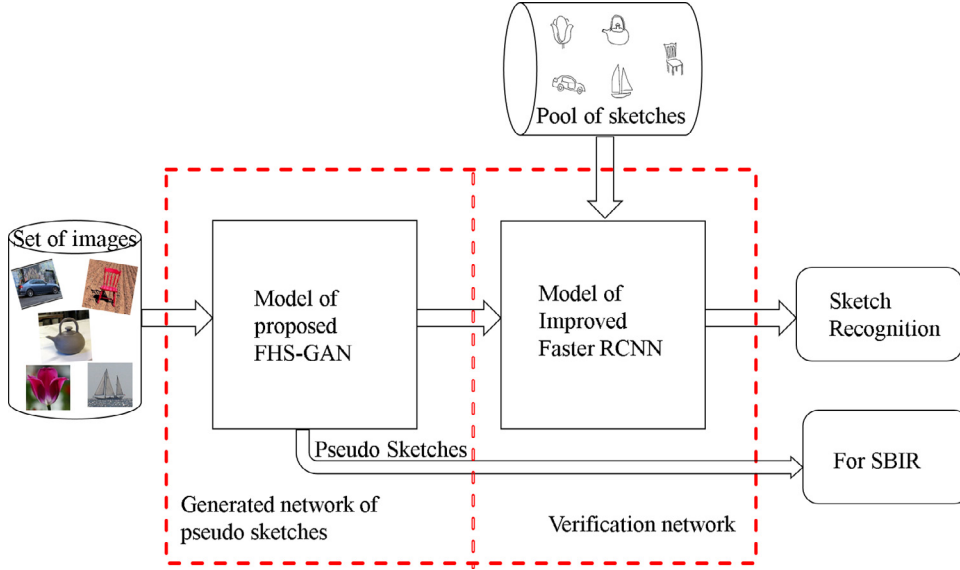 Pool of sketches
Set of images
Model of
proposed
FHS-GAN
Model of
Improved
Faster RCNN
Sketch
Recognition
Pseudo Sketches
For SBIR
Generated network of
pseudo sketches
Verification network